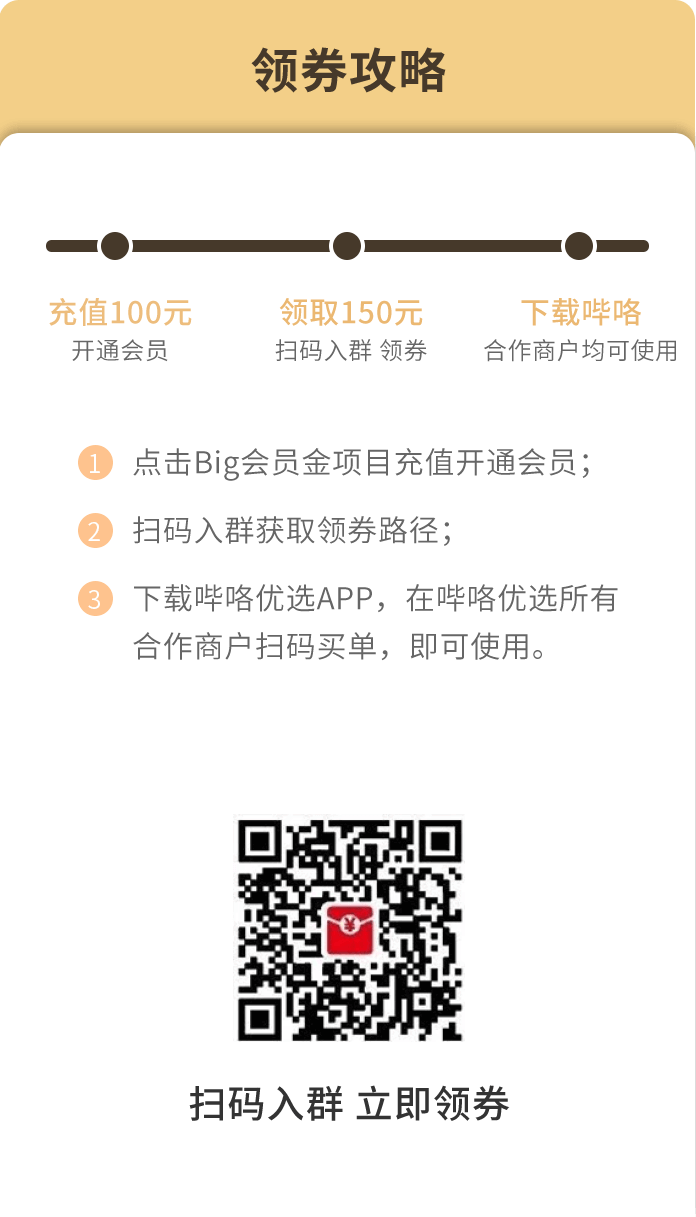 领券攻略
充值100元
开通会员
领取150元
扫码入群 领券
下载哔咯
合作商户均可使用
1 点击Big会员金项目充值开通会员；
2 扫码入群获取领券路径；
3 下载哔咯优选APP，在哔咯优选所有
合作商户扫码买单，即可使用。
¥
扫码入群 立即领券